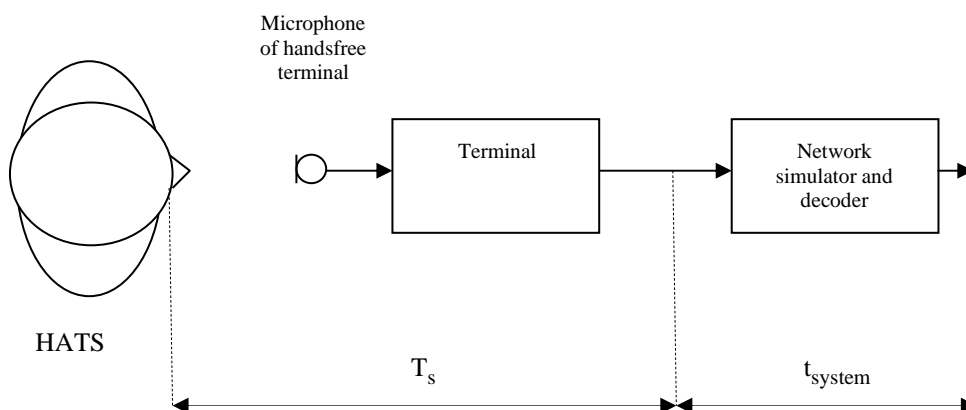 Microphone
of handsfree
terminal
Terminal
Network
simulator and
decoder
HATS
Ts
tsystem